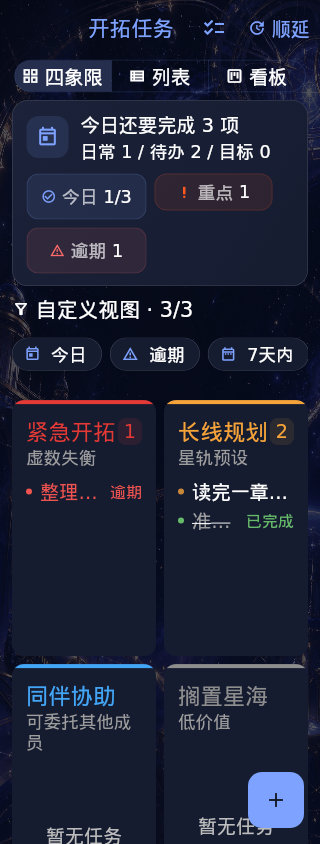 开拓任务 顺延
四象限 列表 看板
今日还要完成 3 项
日常 1 / 待办 2 / 目标 0
今日 1/3 重点 1
逾期 1
自定义视图 · 3/3
今日 逾期 7天内
紧急开拓 1
虚数失衡
整理… 逾期
长线规划 2
星轨预设
读完一章…
准… 已完成
同伴协助
可委托其他成
员
暂无任务
搁置星海
低价值
暂无任务
+